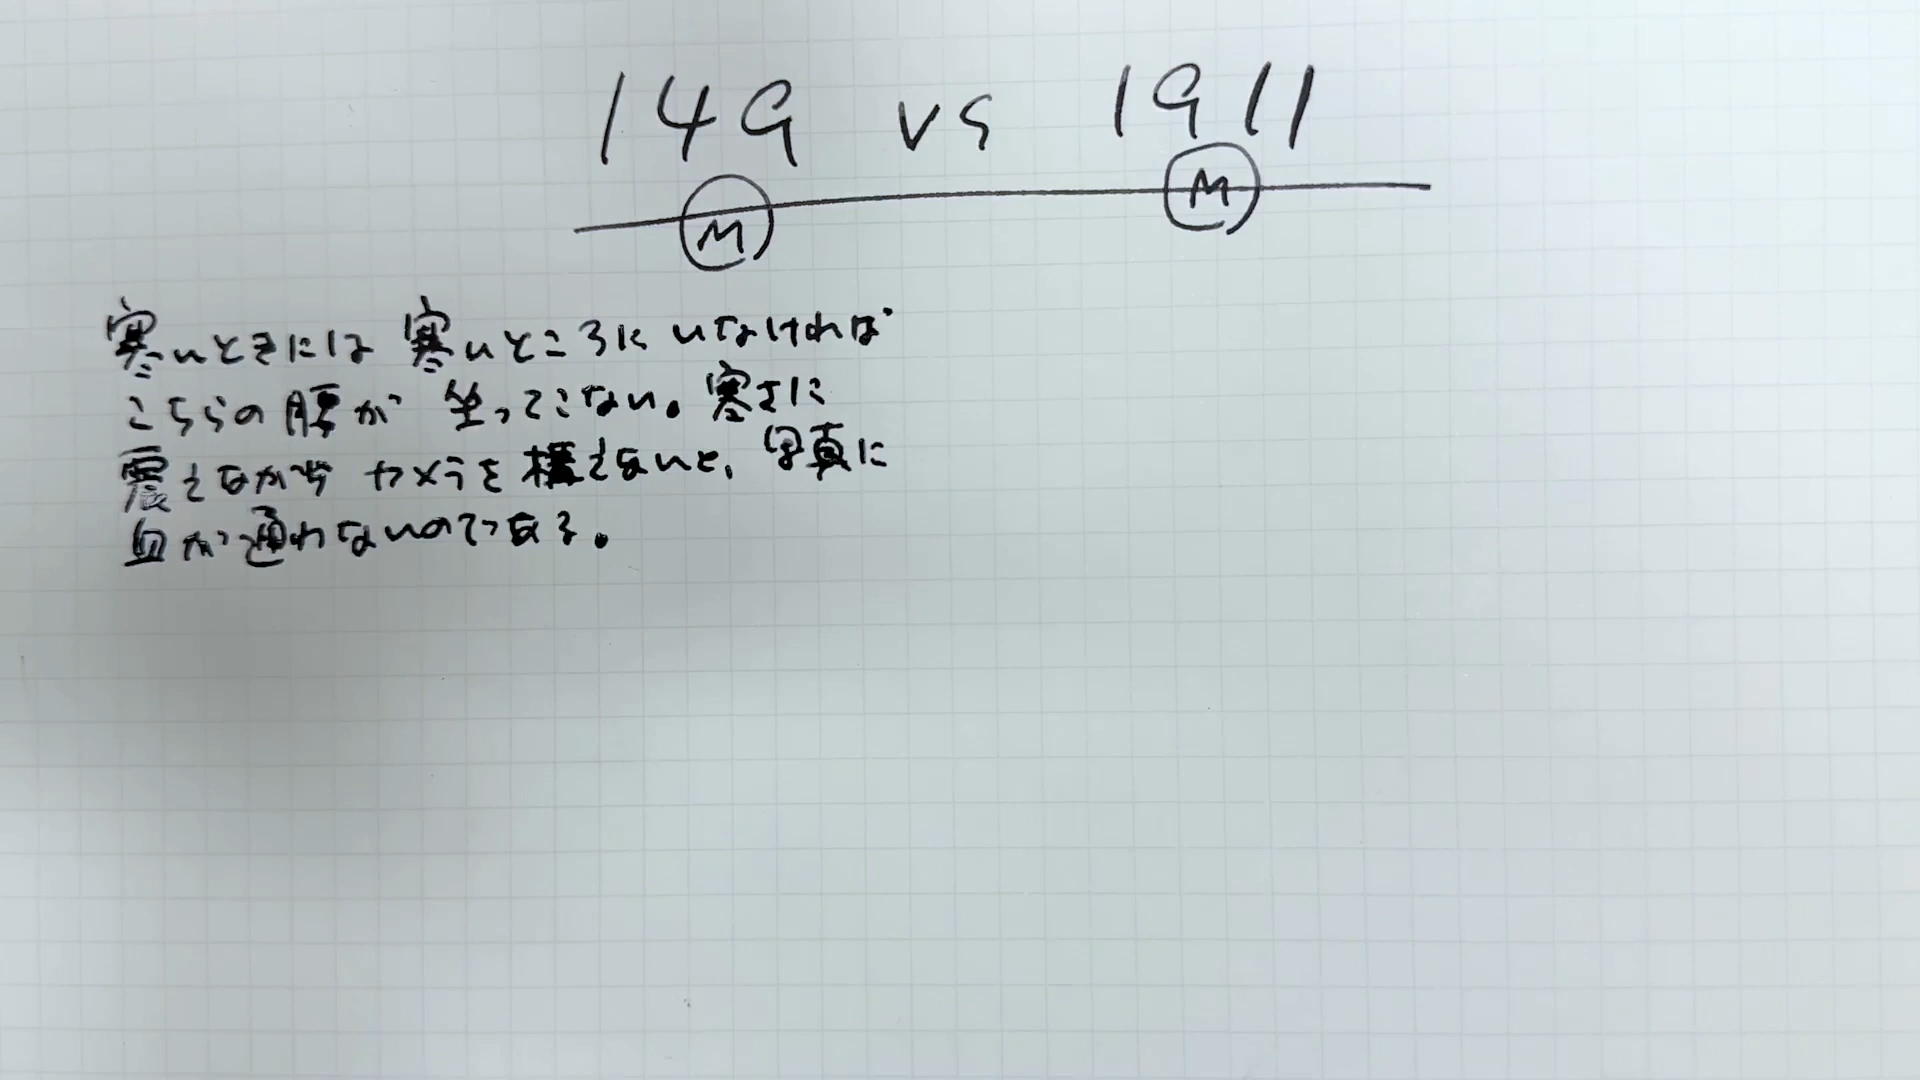 149 vs 1911
M M
寒いときには寒いところにいなければ
こちらの腰が坐ってこない。寒さに
震えながらカメラを構えないと、写真に
血が通わないのである。